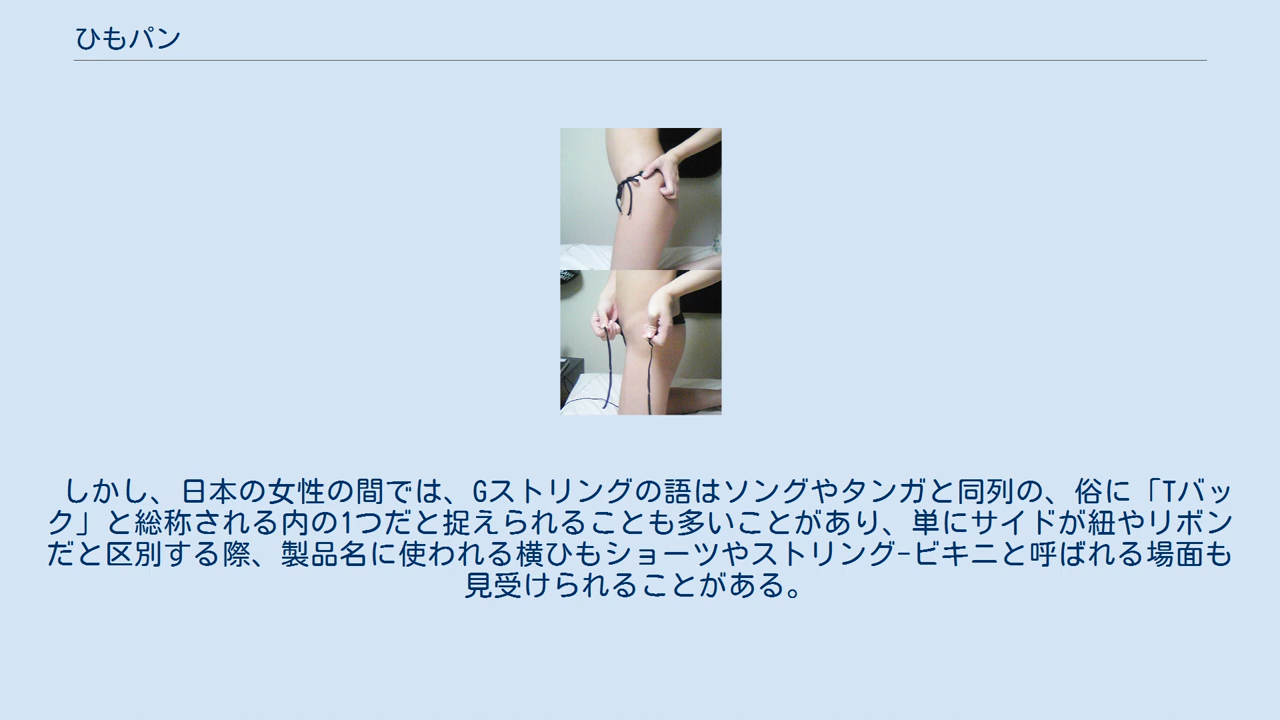 ひもパン
しかし、日本の女性の間では、Gストリングの語はソングやタンガと同列の、俗に「Tバッ
ク」と総称される内の1つだと捉えられることも多いことがあり、単にサイドが紐やリボン
だと区別する際、製品名に使われる横ひもショーツやストリング-ビキニと呼ばれる場面も
見受けられることがある。